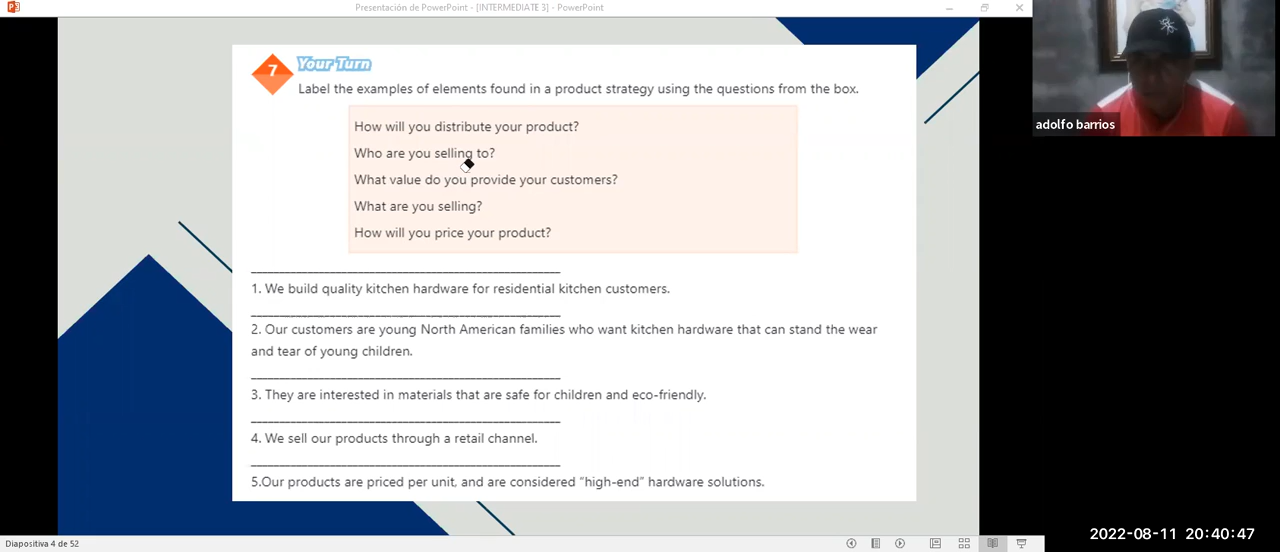 Presentación de PowerPoint - [INTERMEDIATE 3] - PowerPoint
7 Your Turn
Label the examples of elements found in a product strategy using the questions from the box.
How will you distribute your product?
Who are you selling to?
What value do you provide your customers?
What are you selling?
How will you price your product?
1. We build quality kitchen hardware for residential kitchen customers.
2. Our customers are young North American families who want kitchen hardware that can stand the wear
and tear of young children.
3. They are interested in materials that are safe for children and eco-friendly.
4. We sell our products through a retail channel.
5.Our products are priced per unit, and are considered “high-end” hardware solutions.
adolfo barrios
Diapositiva 4 de 52
2022-08-11 20:40:47